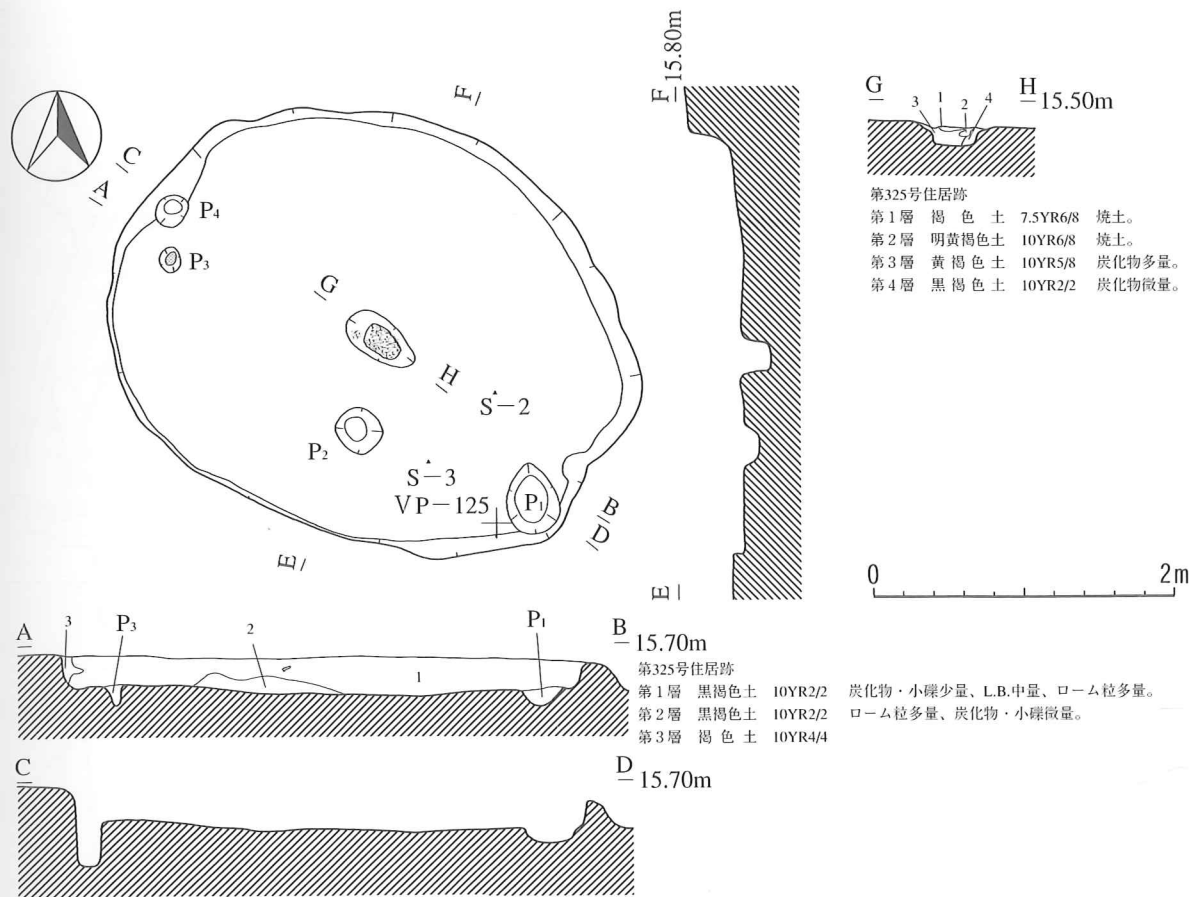 F
C
A
P4
P3
G
H
S-2
P2
S-3
VP-125
P1
B
D
E
F 15.80m
E
G
H 15.50m
3 1 2 4
第325号住居跡
第1層 褐色土 7.5YR6/8 焼土。
第2層 明黄褐色土 10YR6/8 焼土。
第3層 黄褐色土 10YR5/8 炭化物多量。
第4層 黒褐色土 10YR2/2 炭化物微量。
0 2m
A
3 P3 2 1 P1
B 15.70m
第325号住居跡
第1層 黒褐色土 10YR2/2 炭化物・小礫少量、L.B.中量、ローム粒多量。
第2層 黒褐色土 10YR2/2 ローム粒多量、炭化物・小礫微量。
第3層 褐色土 10YR4/4
C
D 15.70m